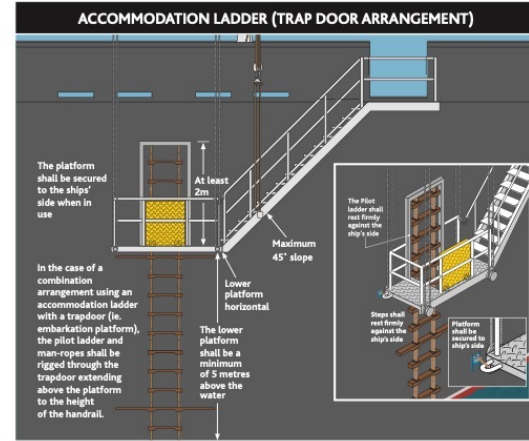 ACCOMMODATION LADDER (TRAP DOOR ARRANGEMENT)
The platform
shall be secured
to the ships'
side when in
use
At least
2m
In the case of a
combination
arrangement using an
accommodation ladder
with a trapdoor (ie.
embarkation platform),
the pilot ladder and
man-ropes shall be
rigged through the
trapdoor extending
above the platform
to the height
of the handrail.
Maximum
45° slope
Lower
platform
horizontal
The lower
platform
shall be a
minimum
of 5 metres
above the
water
The Pilot
ladder shall
rest firmly
against the
ship's side
Steps shall
rest firmly
against the
ship's side
Platform
shall be
secured to
ship's side